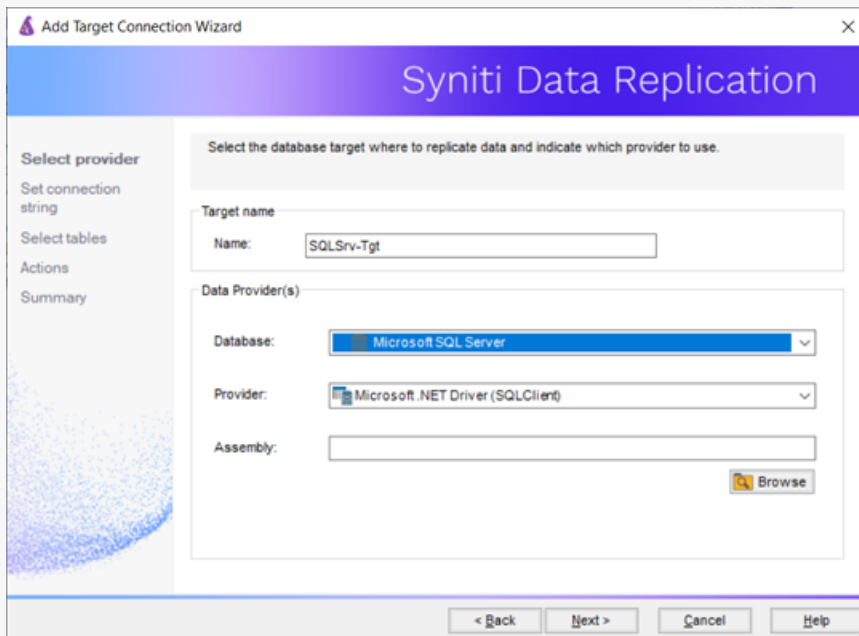 Add Target Connection Wizard
Syniti Data Replication
Select provider
Set connection
string
Select tables
Actions
Summary
Select the database target where to replicate data and indicate which provider to use.
Target name
Name:
SQLSrv-Tgt
Data Provider(s)
Database:
Microsoft SQL Server
Provider:
Microsoft .NET Driver (SQLClient)
Assembly:
Browse
< Back
Next >
Cancel
Help